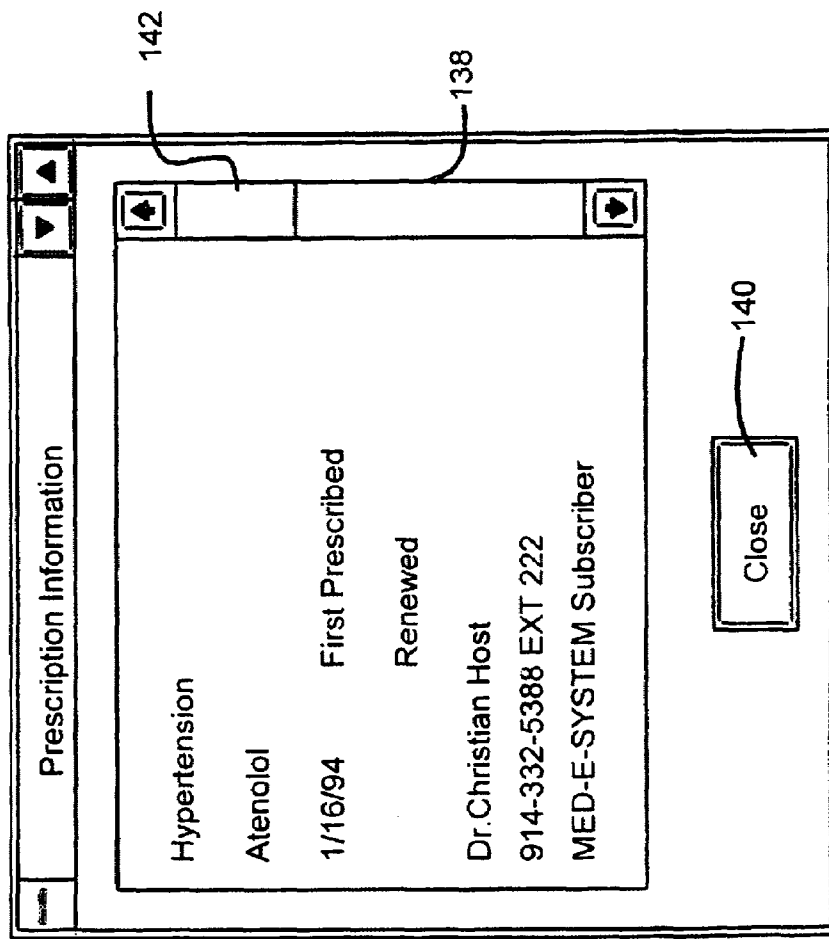 Prescription Information
Hypertension
Atenolol
1/16/94 First Prescribed
Renewed
Dr.Christian Host
914-332-5388 EXT 222
MED-E-SYSTEM Subscriber
Close
142
138
140